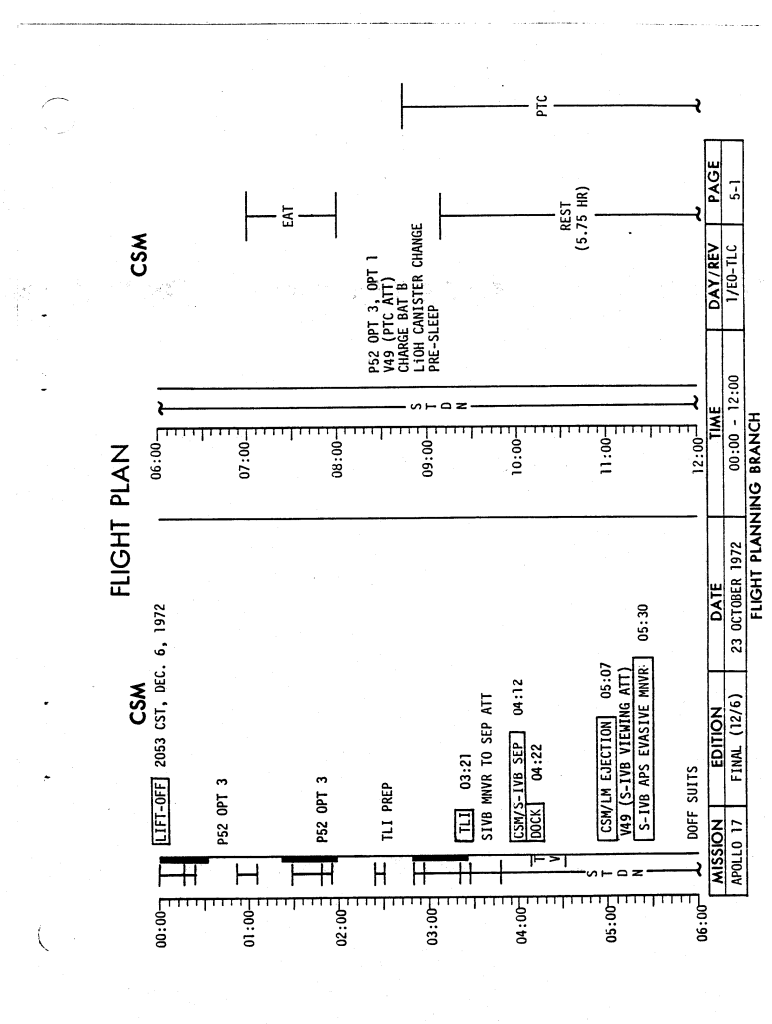 FLIGHT PLAN
CSM
00:00
LIFT-OFF 2053 CST, DEC. 6, 1972
P52 OPT 3
01:00
P52 OPT 3
02:00
TLI PREP
03:00
TLI 03:21
SIVB MNVR TO SEP ATT
04:00
CSM/S-IVB SEP 04:12
DOCK 04:22
TV
STDN
05:00
CSM/LM EJECTION 05:07
V49 (S-IVB VIEWING ATT)
S-IVB APS EVASIVE MNVR 05:30
DOFF SUITS
06:00
CSM
06:00
07:00
EAT
08:00
P52 OPT 3, OPT 1
V49 (PTC ATT)
CHARGE BAT B
LiOH CANISTER CHANGE
PRE-SLEEP
STDN
09:00
PTC
10:00
REST
(5.75 HR)
11:00
12:00
MISSION EDITION DATE TIME DAY/REV PAGE
APOLLO 17 FINAL (12/6) 23 OCTOBER 1972 00:00 - 12:00 1/EO-TLC 5-1
FLIGHT PLANNING BRANCH